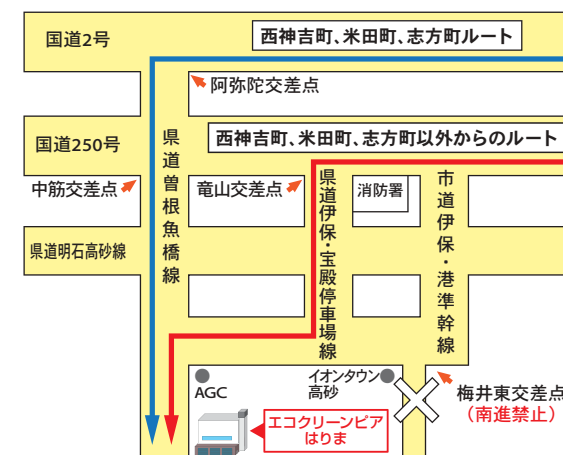 国道2号
西神吉町、米田町、志方町ルート
阿弥陀交差点
国道250号
西神吉町、米田町、志方町以外からのルート
県道曽根魚橋線
中筋交差点
竜山交差点
県道伊保・宝殿停車場線
消防署
市道伊保・港準幹線
県道明石高砂線
AGC
イオンタウン
高砂
梅井東交差点
（南進禁止）
エコクリーンピア
はりま